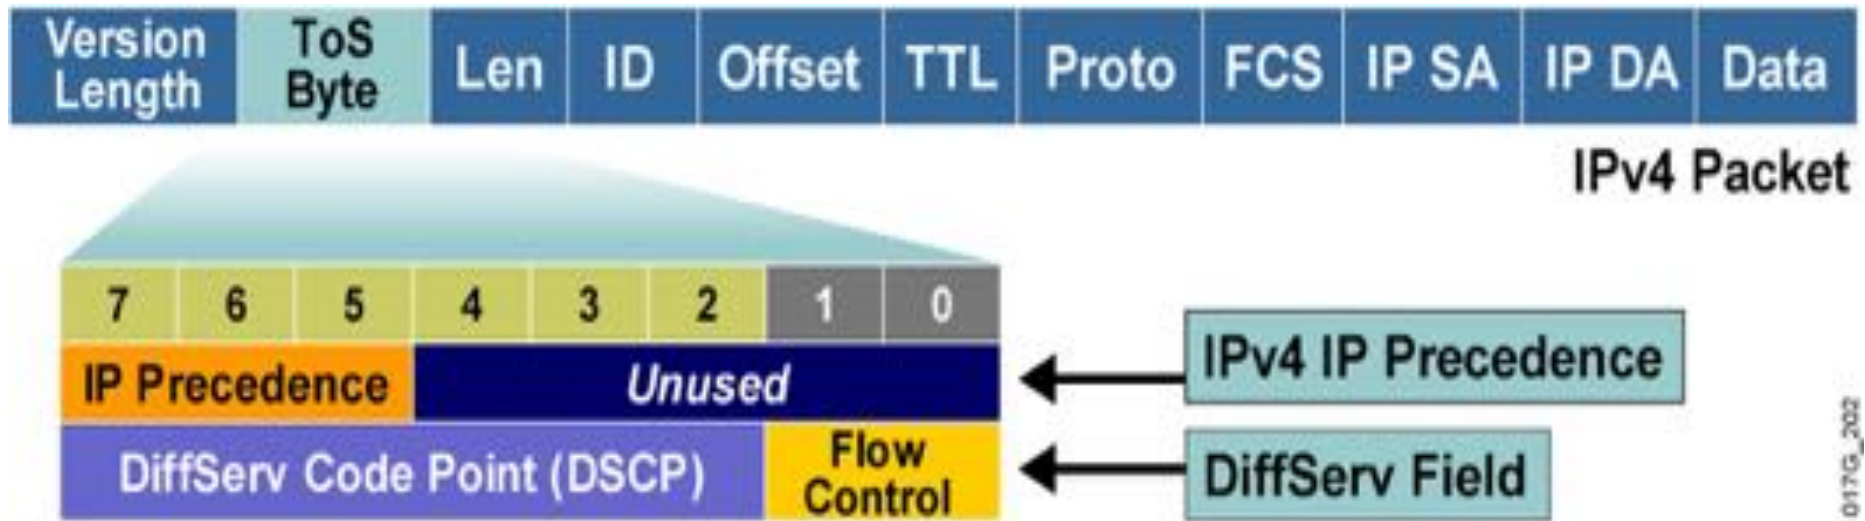 Version Length
ToS Byte
Len
ID
Offset
TTL
Proto
FCS
IP SA
IP DA
Data
IPv4 Packet
7 6 5 4 3 2 1 0
IP Precedence
Unused
IPv4 IP Precedence
DiffServ Code Point (DSCP)
Flow Control
DiffServ Field
017G_202